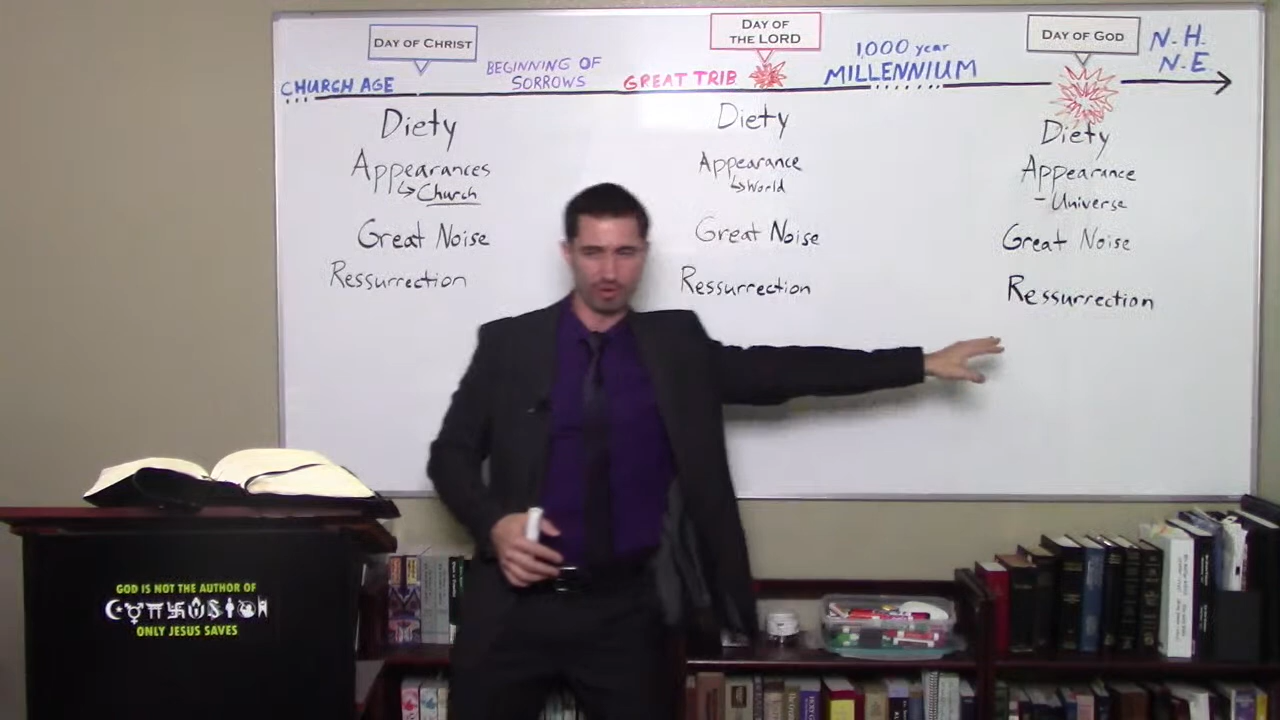 DAY OF CHRIST
DAY OF
THE LORD
DAY OF GOD
CHURCH AGE
BEGINNING OF
SORROWS
GREAT TRIB
1,000 year
MILLENNIUM
N.H.
N.E.
Diety
Appearances
↳Church
Great Noise
Ressurrection
Diety
Appearance
↳World
Great Noise
Ressurrection
Diety
Appearance
-Universe
Great Noise
Ressurrection
GOD IS NOT THE AUTHOR OF
ONLY JESUS SAVES